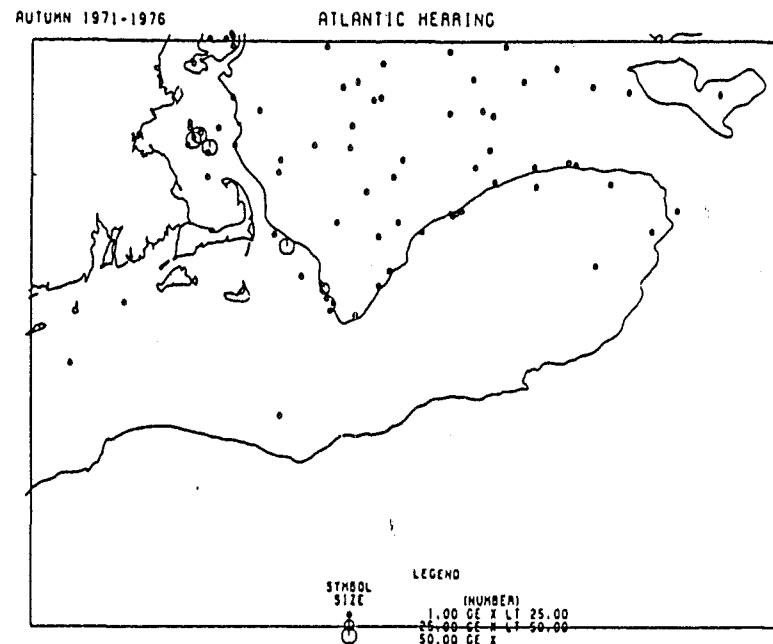 AUTUMN 1971-1976 ATLANTIC HERRING
LEGEND
SYMBOL
SIZE (NUMBER)
1.00 GE X LT 25.00
25.00 GE X LT 50.00
50.00 GE X